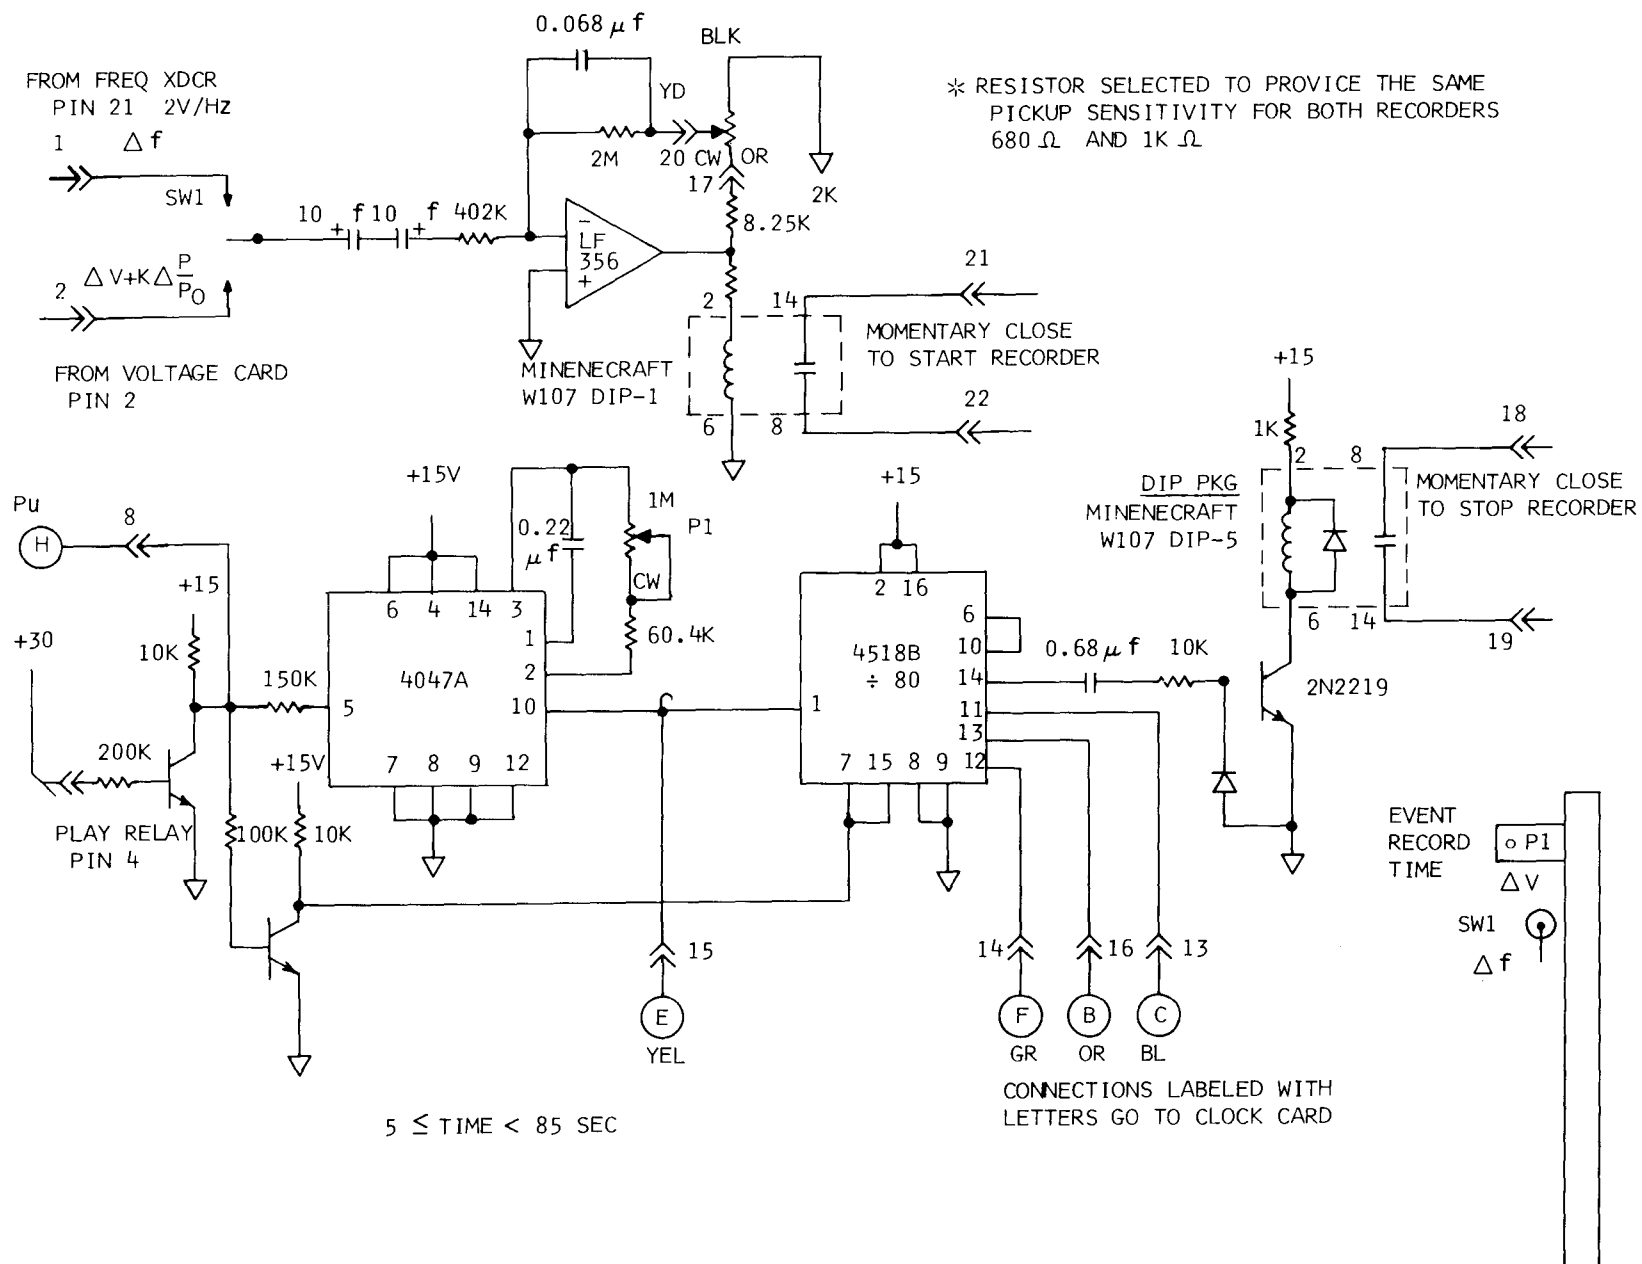 0.068 µf
BLK
FROM FREQ XDCR
PIN 21 2V/Hz
1 Δf
YD
2M
20 CW OR
17
2K
8.25K
* RESISTOR SELECTED TO PROVICE THE SAME
PICKUP SENSITIVITY FOR BOTH RECORDERS
680 Ω AND 1K Ω
SW1
10 + f 10 f + 402K
-
LF
356
+
2 ΔV+KΔ P/PO
FROM VOLTAGE CARD
PIN 2
2 14
21
MOMENTARY CLOSE
TO START RECORDER
MINENECRAFT
W107 DIP-1
6 8
22
+15
1K
2 8
18
DIP PKG
MINENECRAFT
W107 DIP-5
MOMENTARY CLOSE
TO STOP RECORDER
6 14
19
2N2219
Pu
H
8
+15
+30
10K
150K
200K
PLAY RELAY
PIN 4
+15V
6 4 14 3
0.22
µf
1M
P1
CW
60.4K
1
2
10
5
4047A
7 8 9 12
+15V
100K 10K
+15
2 16
6
10
14
11
13
12
4518B
÷ 80
1
7 15 8 9
0.68 µf 10K
15
E
YEL
14 16 13
F B C
GR OR BL
CONNECTIONS LABELED WITH
LETTERS GO TO CLOCK CARD
5 ≤ TIME < 85 SEC
EVENT
RECORD
TIME
P1
ΔV
SW1
Δf